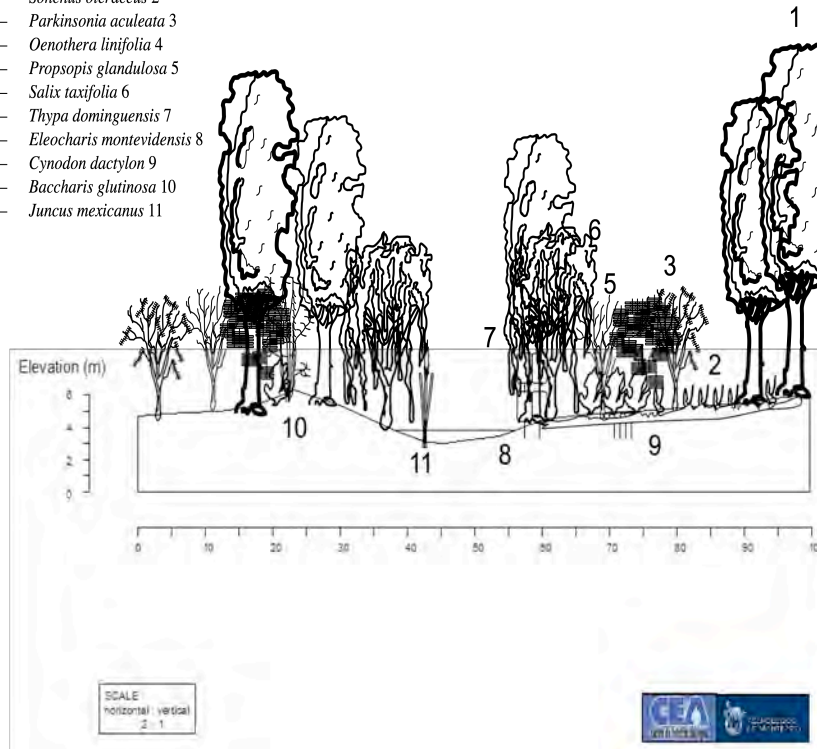 – Sonchus oleraceus 2
– Parkinsonia aculeata 3
– Oenothera linifolia 4
– Propsopis glandulosa 5
– Salix taxifolia 6
– Thypa dominguensis 7
– Eleocharis montevidensis 8
– Cynodon dactylon 9
– Baccharis glutinosa 10
– Juncus mexicanus 11
1
6
5
3
7
2
Elevation (m)
6
4
2
0
10
11
8
9
0 10 20 30 40 50 60 70 80 90 100
SCALE
horizontal : vertical
2 : 1
CEA